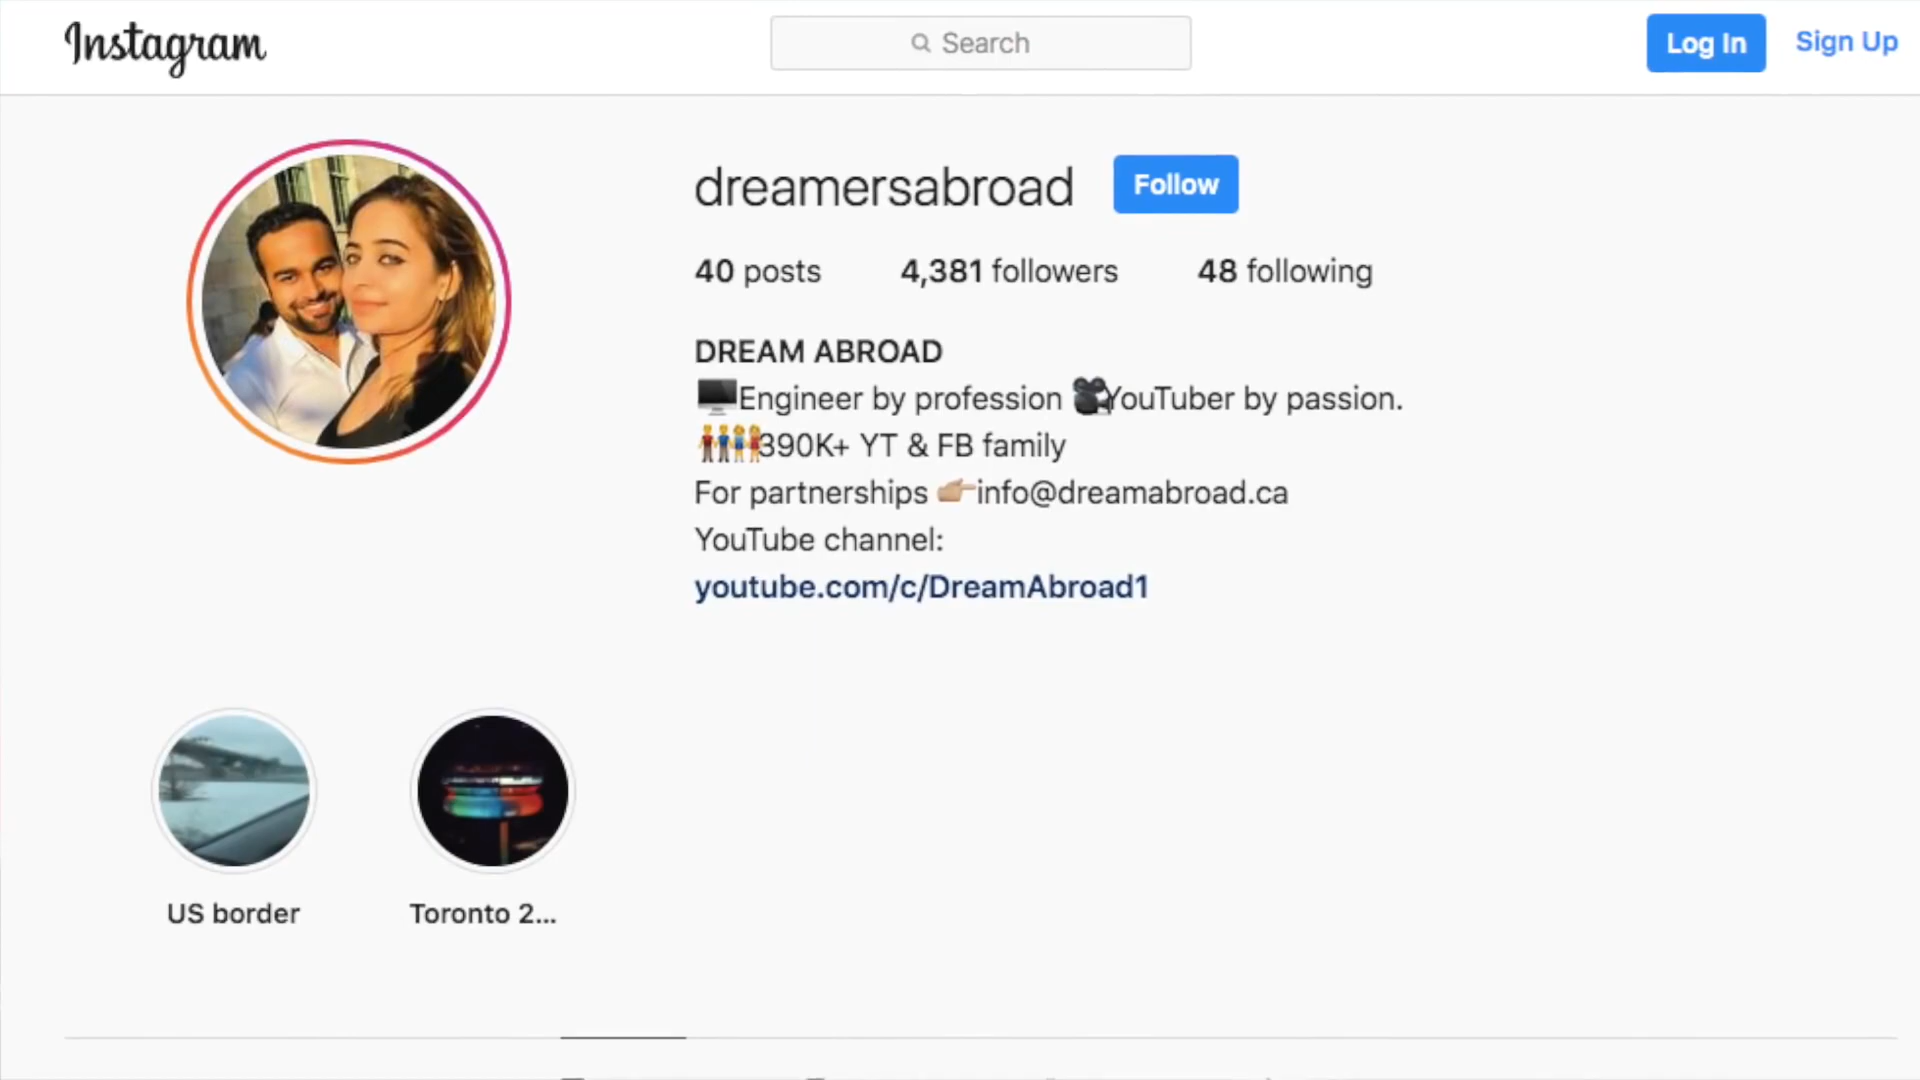 Instagram
Search
Log In
Sign Up
dreamersabroad
Follow
40 posts
4,381 followers
48 following
DREAM ABROAD
🖥️Engineer by profession 🎥YouTuber by passion.
👬👭390K+ YT & FB family
For partnerships 👉🏼info@dreamabroad.ca
YouTube channel:
youtube.com/c/DreamAbroad1
US border
Toronto 2...